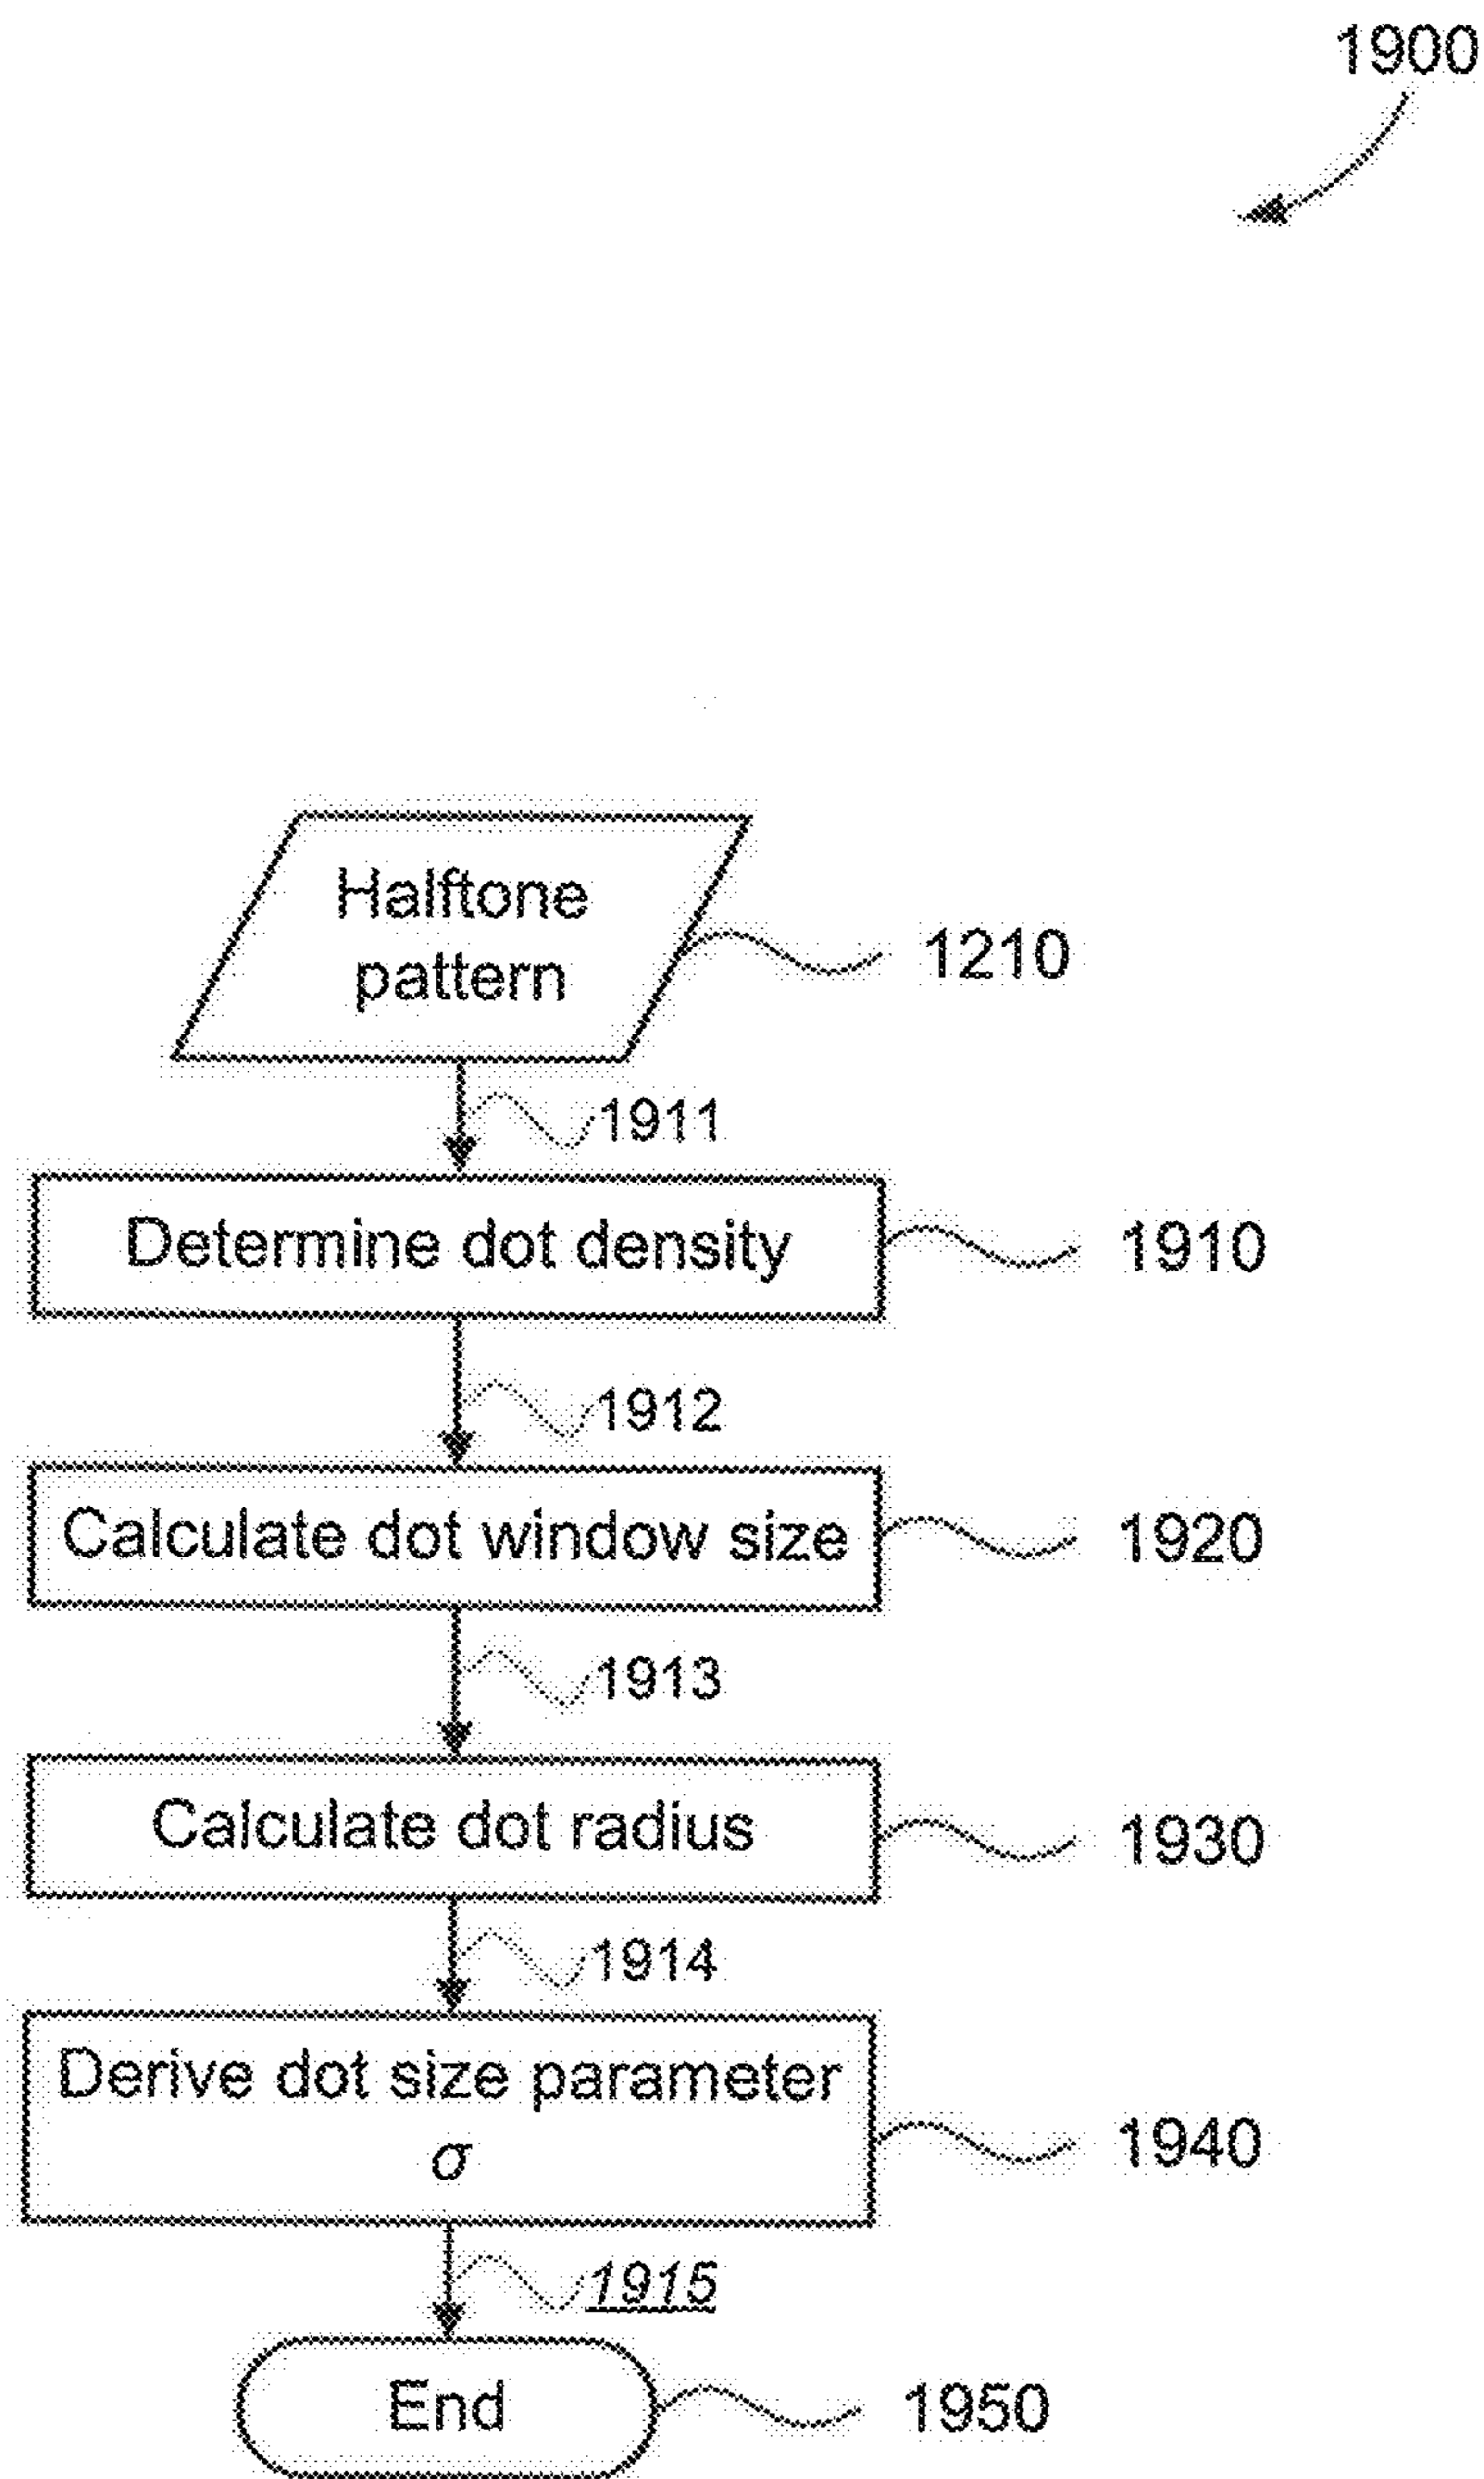 1900
Halftone
pattern
1210
1911
Determine dot density
1910
1912
Calculate dot window size
1920
1913
Calculate dot radius
1930
1914
Derive dot size parameter
σ
1940
1915
End
1950